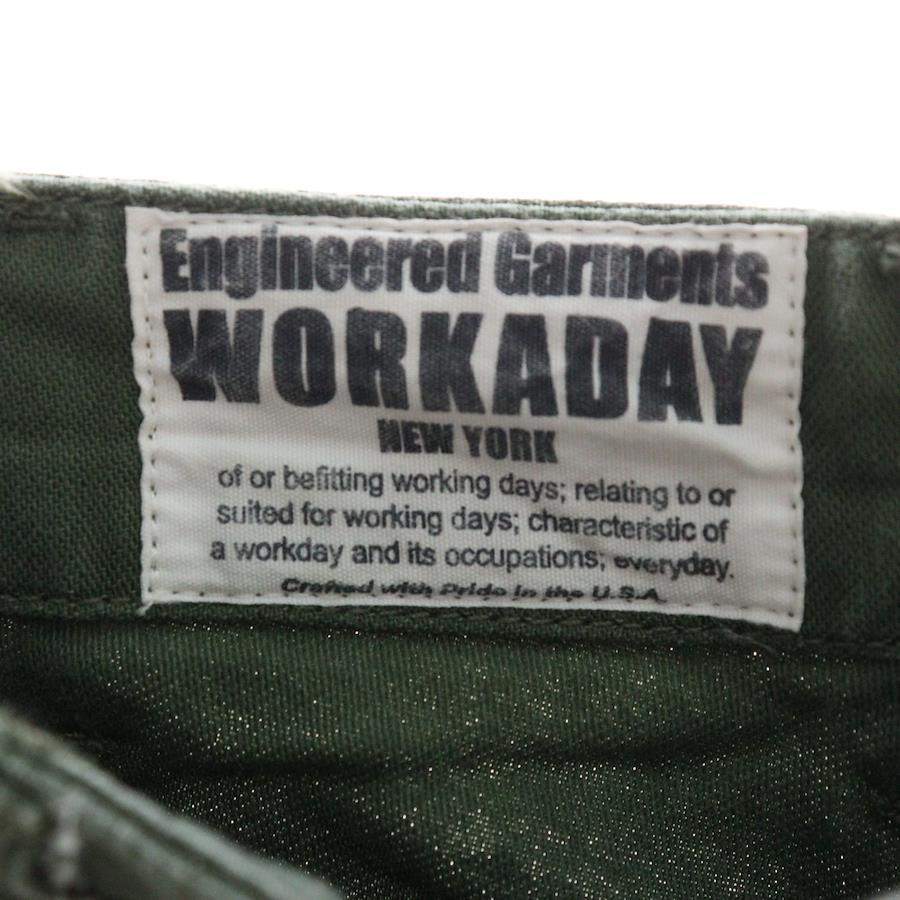 Engineered Garments
WORKADAY
NEW YORK
of or befitting working days; relating to or
suited for working days; characteristic of
a workday and its occupations; everyday.
Crafted with Pride in the U.S.A.